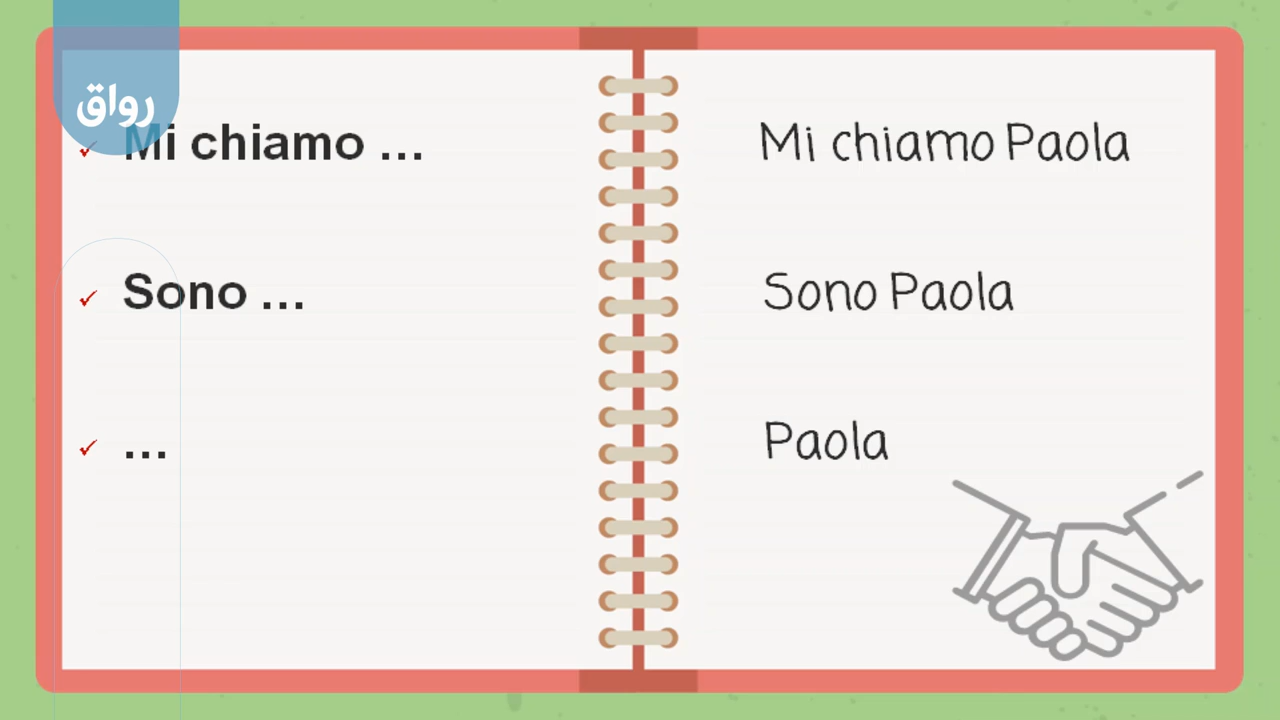 رواق
Mi chiamo ...
Mi chiamo Paola
Sono ...
Sono Paola
...
Paola